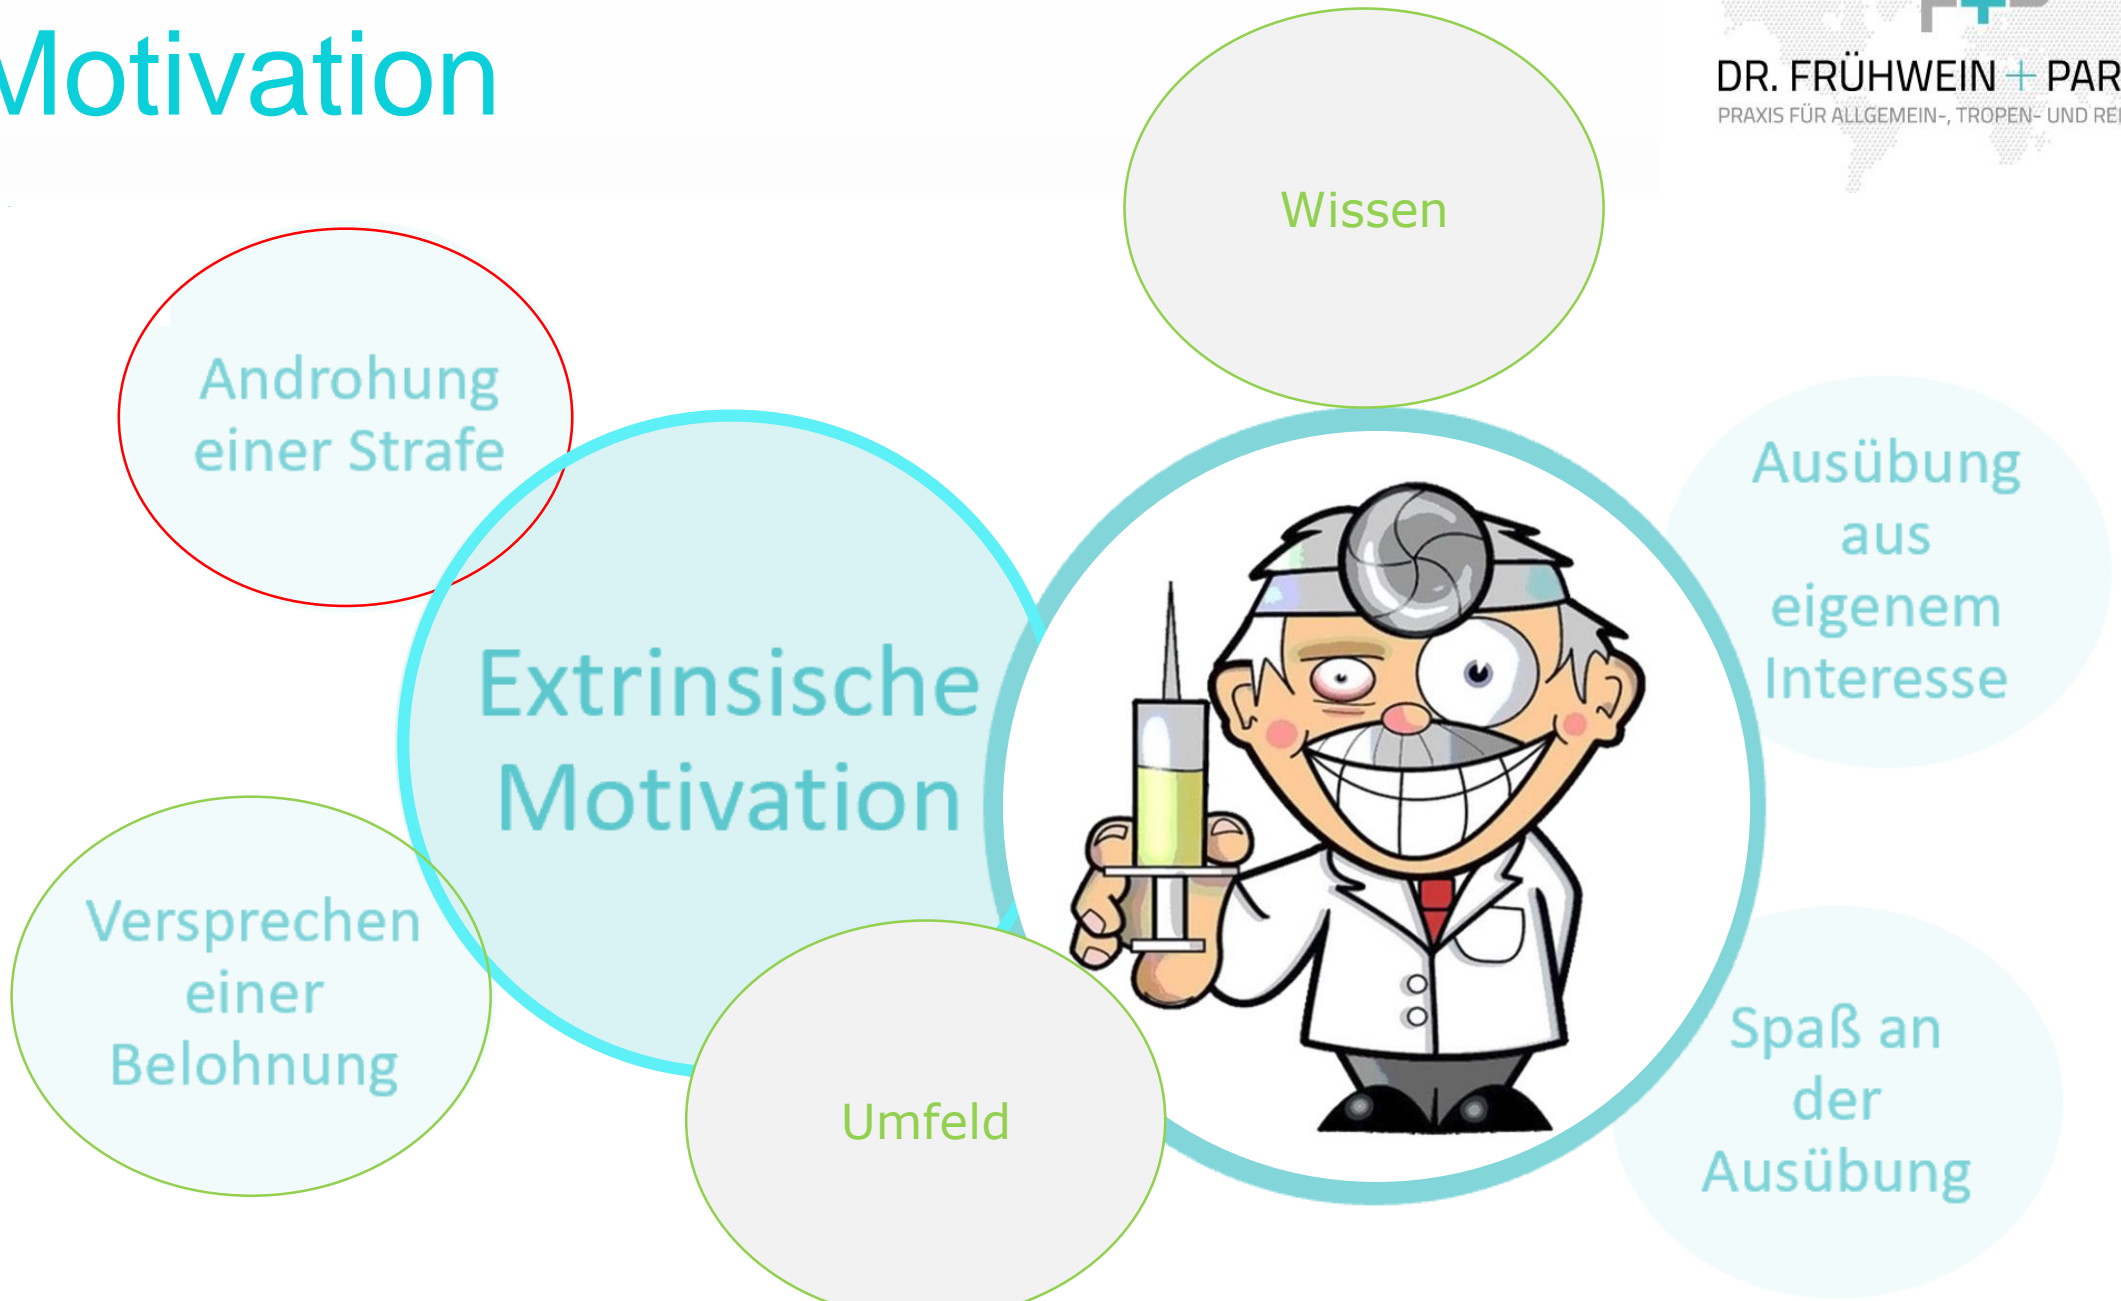 Motivation
DR. FRÜHWEIN + PAR
PRAXIS FÜR ALLGEMEIN-, TROPEN- UND REI
Wissen
Androhung
einer Strafe
Ausübung
aus
eigenem
Interesse
Extrinsische
Motivation
Versprechen
einer
Belohnung
Umfeld
Spaß an
der
Ausübung